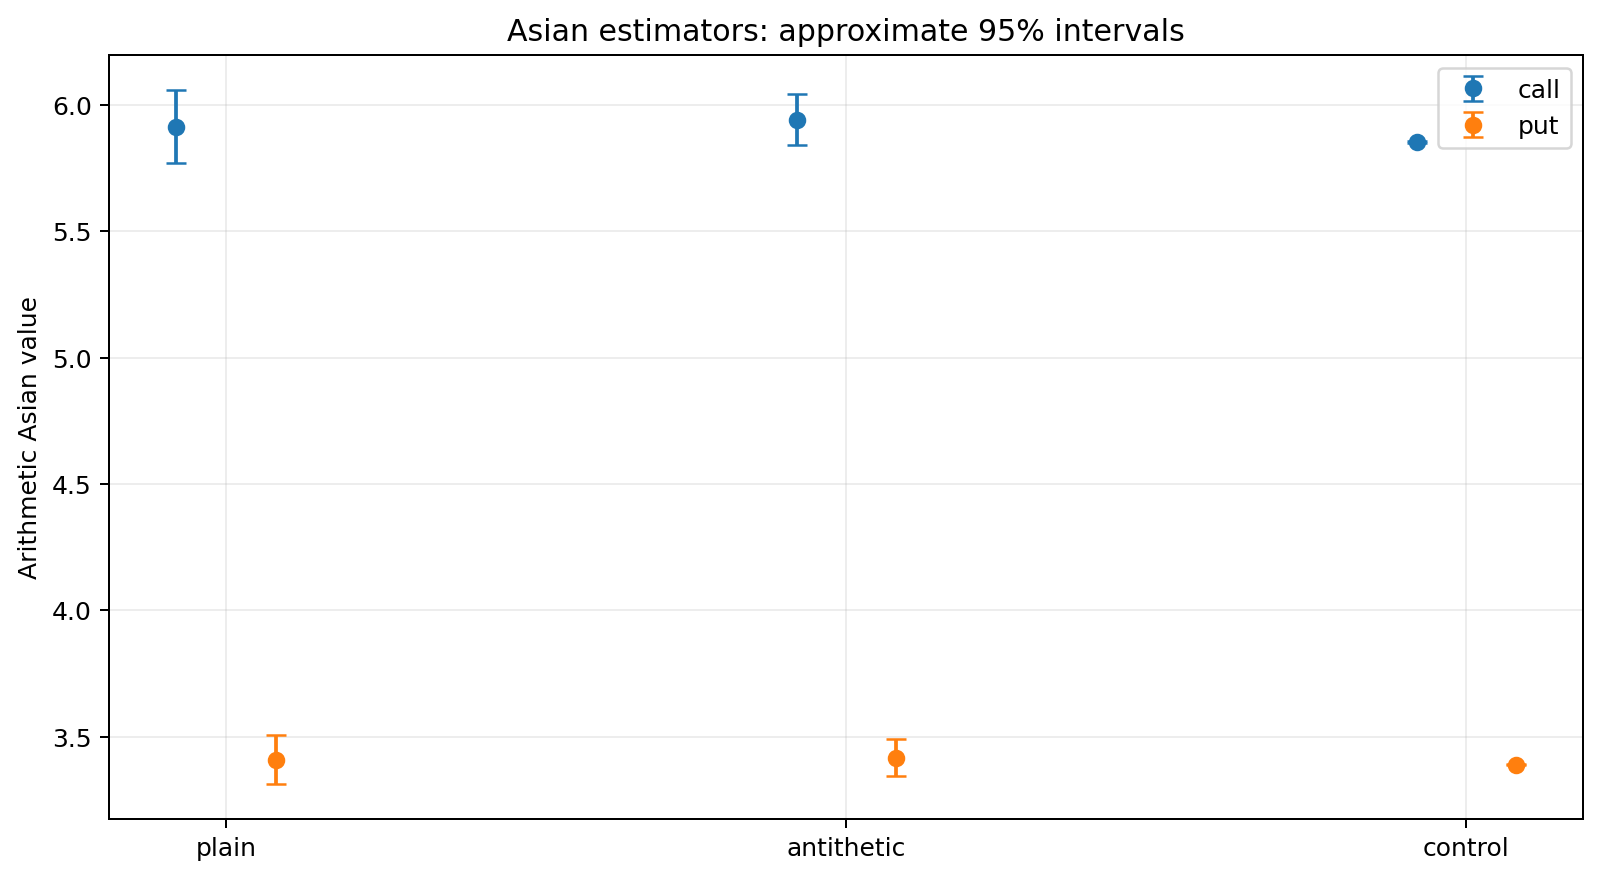 Asian estimators: approximate 95% intervals
call
put
Arithmetic Asian value
6.0
5.5
5.0
4.5
4.0
3.5
plain
antithetic
control